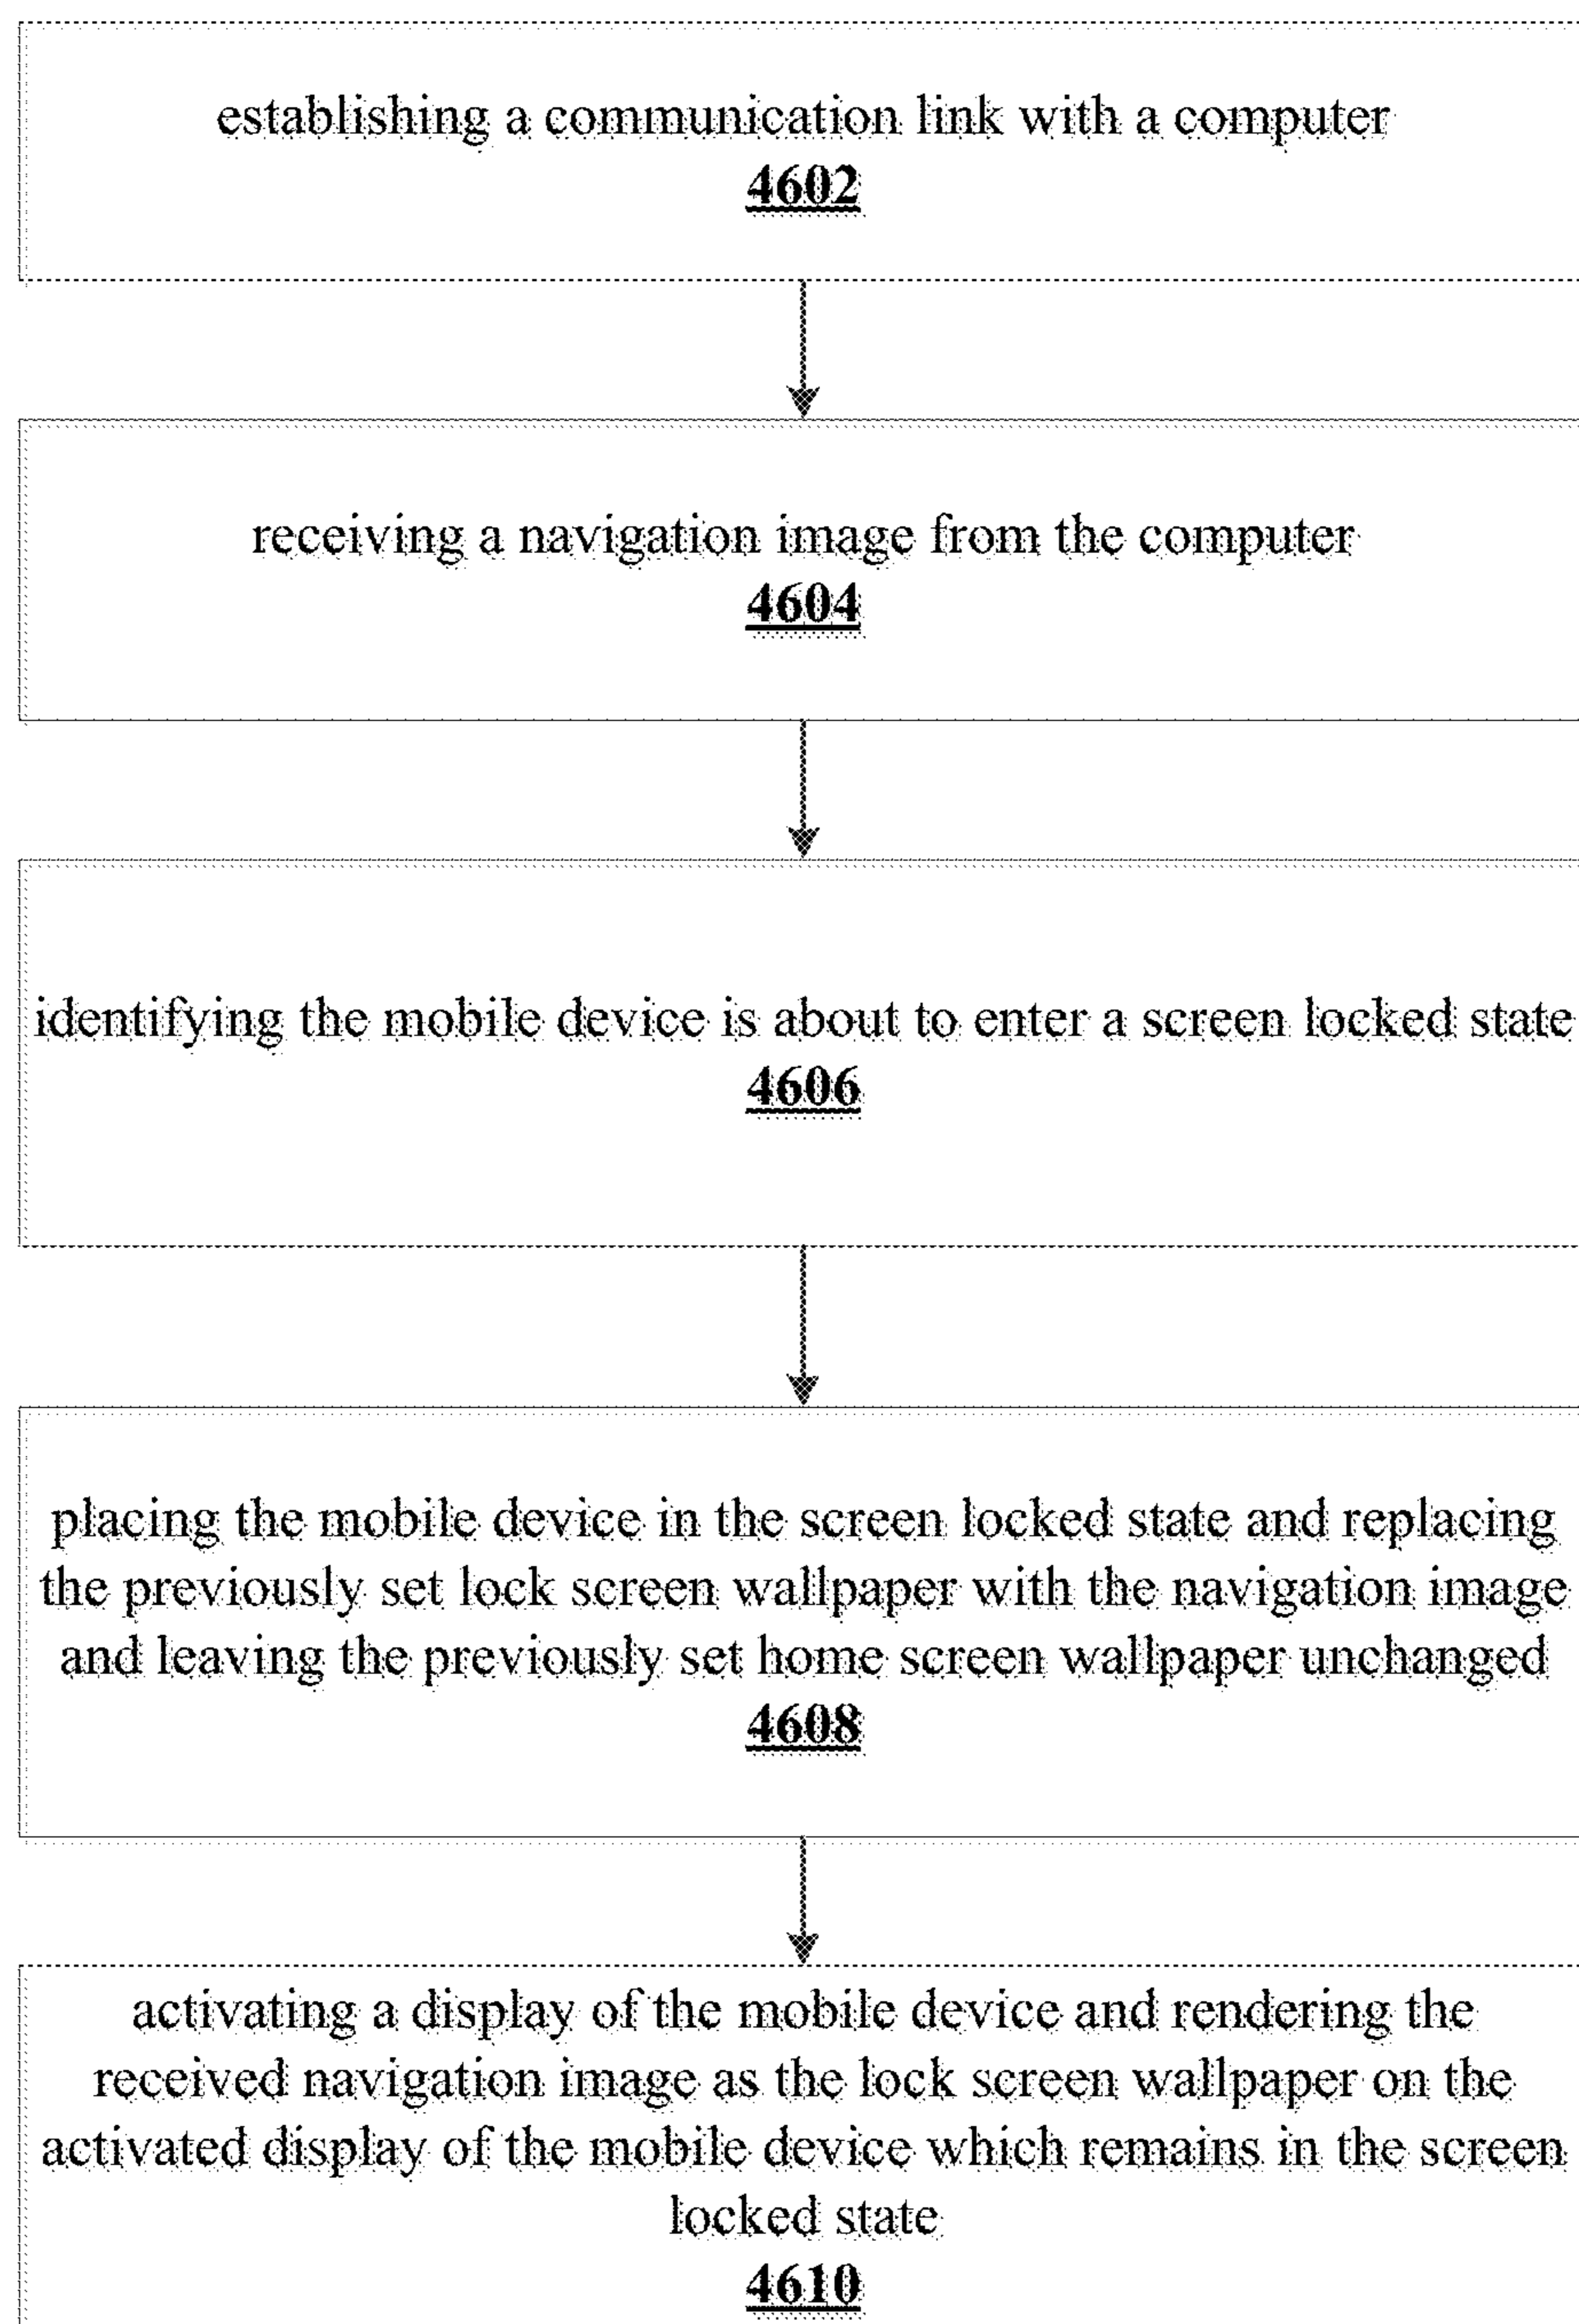 establishing a communication link with a computer
4602
receiving a navigation image from the computer
4604
identifying the mobile device is about to enter a screen locked state
4606
placing the mobile device in the screen locked state and replacing
the previously set lock screen wallpaper with the navigation image
and leaving the previously set home screen wallpaper unchanged
4608
activating a display of the mobile device and rendering the
received navigation image as the lock screen wallpaper on the
activated display of the mobile device which remains in the screen
locked state
4610